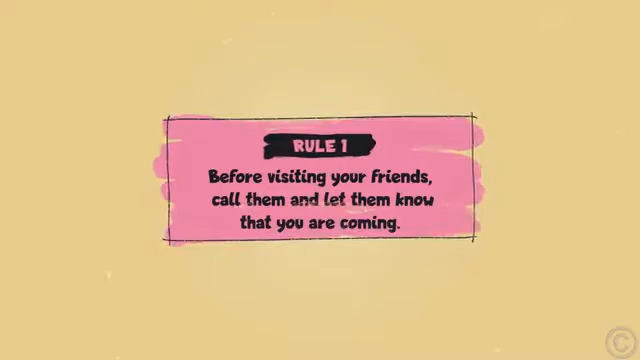 RULE 1
Before visiting your friends,
call them and let them know
that you are coming.
©